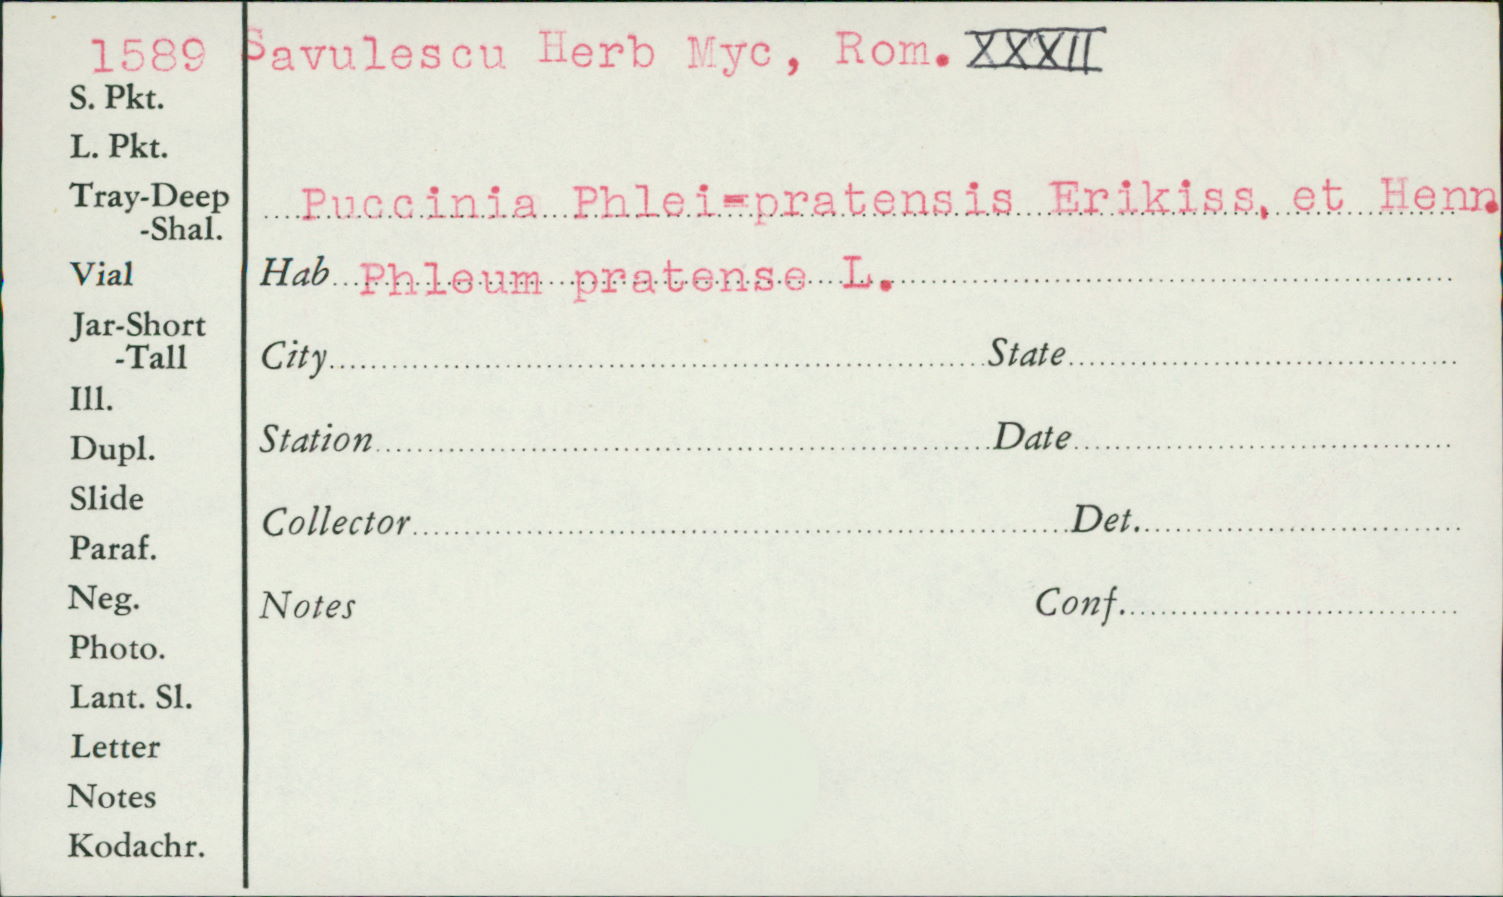 1589 Savulescu Herb Myc, Rom. XXXII
S. Pkt.
L. Pkt.
Tray-Deep
-Shal.
Puccinia Phlei=pratensis Erikiss, et Henn.
Vial
Hab Phleum pratense L.
Jar-Short
-Tall
City State
Ill.
Dupl.
Station Date
Slide
Collector Det.
Paraf.
Neg.
Notes Conf.
Photo.
Lant. Sl.
Letter
Notes
Kodachr.